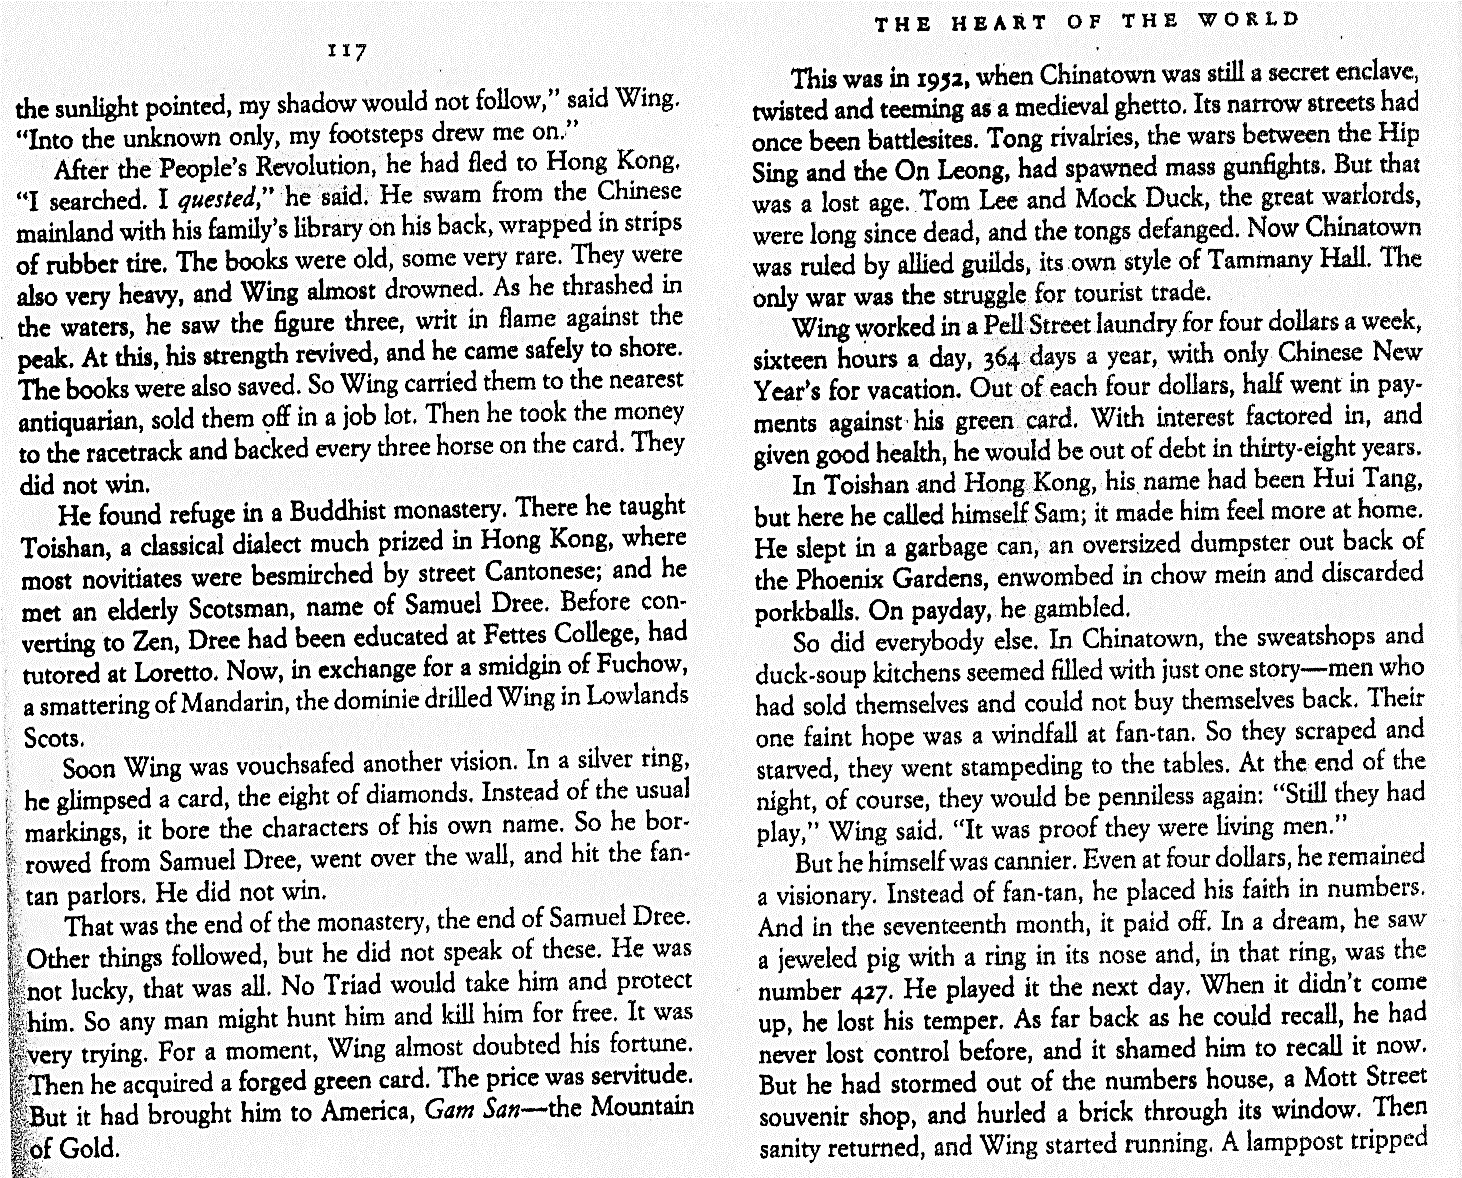 117
the sunlight pointed, my shadow would not follow,” said Wing.
“Into the unknown only, my footsteps drew me on.”
After the People’s Revolution, he had fled to Hong Kong.
“I searched. I quested,” he said. He swam from the Chinese
mainland with his family’s library on his back, wrapped in strips
of rubber tire. The books were old, some very rare. They were
also very heavy, and Wing almost drowned. As he thrashed in
the waters, he saw the figure three, writ in flame against the
peak. At this, his strength revived, and he came safely to shore.
The books were also saved. So Wing carried them to the nearest
antiquarian, sold them off in a job lot. Then he took the money
to the racetrack and backed every three horse on the card. They
did not win.
He found refuge in a Buddhist monastery. There he taught
Toishan, a classical dialect much prized in Hong Kong, where
most novitiates were besmirched by street Cantonese; and he
met an elderly Scotsman, name of Samuel Dree. Before con-
verting to Zen, Dree had been educated at Fettes College, had
tutored at Loretto. Now, in exchange for a smidgin of Fuchow,
a smattering of Mandarin, the dominie drilled Wing in Lowlands
Scots.
Soon Wing was vouchsafed another vision. In a silver ring,
he glimpsed a card, the eight of diamonds. Instead of the usual
markings, it bore the characters of his own name. So he bor-
rowed from Samuel Dree, went over the wall, and hit the fan-
tan parlors. He did not win.
That was the end of the monastery, the end of Samuel Dree.
Other things followed, but he did not speak of these. He was
not lucky, that was all. No Triad would take him and protect
him. So any man might hunt him and kill him for free. It was
very trying. For a moment, Wing almost doubted his fortune.
Then he acquired a forged green card. The price was servitude.
But it had brought him to America, Gam San—the Mountain
of Gold.
THE HEART OF THE WORLD
This was in 1952, when Chinatown was still a secret enclave,
twisted and teeming as a medieval ghetto. Its narrow streets had
once been battlesites. Tong rivalries, the wars between the Hip
Sing and the On Leong, had spawned mass gunfights. But that
was a lost age. Tom Lee and Mock Duck, the great warlords,
were long since dead, and the tongs defanged. Now Chinatown
was ruled by allied guilds, its own style of Tammany Hall. The
only war was the struggle for tourist trade.
Wing worked in a Pell Street laundry for four dollars a week,
sixteen hours a day, 364 days a year, with only Chinese New
Year’s for vacation. Out of each four dollars, half went in pay-
ments against his green card. With interest factored in, and
given good health, he would be out of debt in thirty-eight years.
In Toishan and Hong Kong, his name had been Hui Tang,
but here he called himself Sam; it made him feel more at home.
He slept in a garbage can, an oversized dumpster out back of
the Phoenix Gardens, enwombed in chow mein and discarded
porkballs. On payday, he gambled.
So did everybody else. In Chinatown, the sweatshops and
duck-soup kitchens seemed filled with just one story—men who
had sold themselves and could not buy themselves back. Their
one faint hope was a windfall at fan-tan. So they scraped and
starved, they went stampeding to the tables. At the end of the
night, of course, they would be penniless again: “Still they had
play,” Wing said. “It was proof they were living men.”
But he himself was cannier. Even at four dollars, he remained
a visionary. Instead of fan-tan, he placed his faith in numbers.
And in the seventeenth month, it paid off. In a dream, he saw
a jeweled pig with a ring in its nose and, in that ring, was the
number 427. He played it the next day. When it didn’t come
up, he lost his temper. As far back as he could recall, he had
never lost control before, and it shamed him to recall it now.
But he had stormed out of the numbers house, a Mott Street
souvenir shop, and hurled a brick through its window. Then
sanity returned, and Wing started running. A lamppost tripped